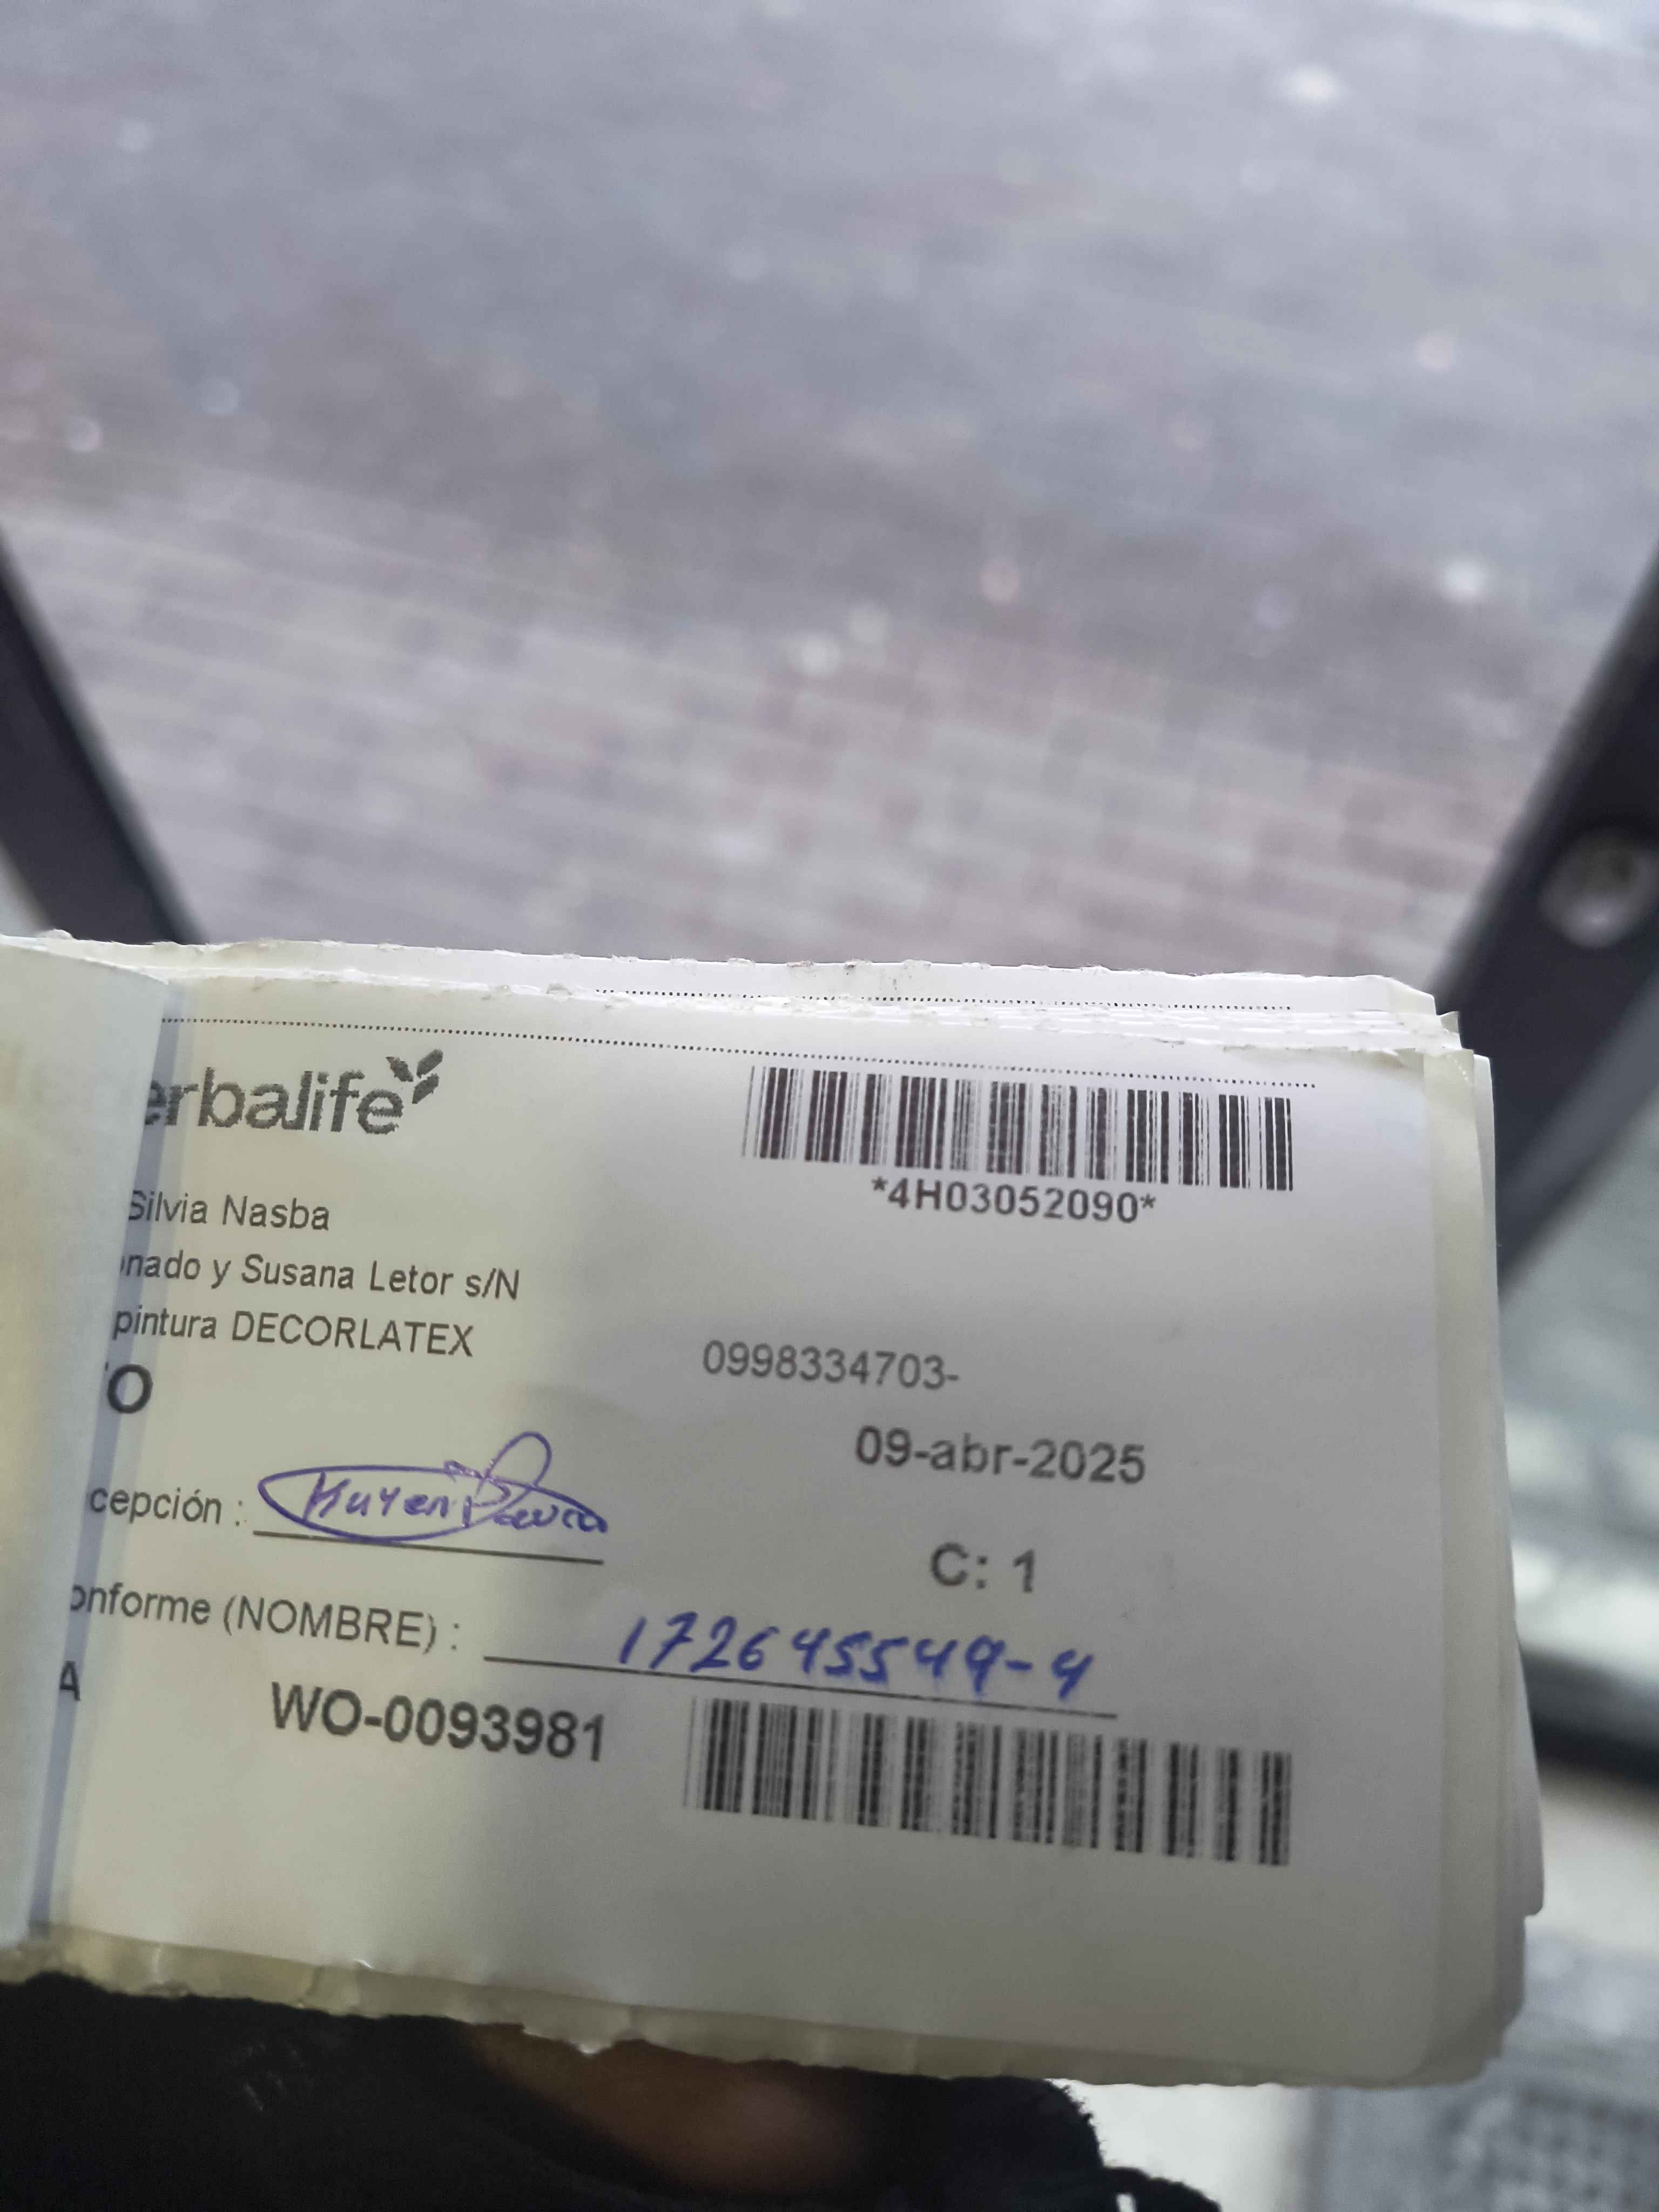 erbalife
*4H03052090*
Silvia Nasba
nado y Susana Letor s/N
pintura DECORLATEX
0998334703-
O
09-abr-2025
cepción : Karen
C: 1
onforme (NOMBRE) : 172645549-4
A
WO-0093981